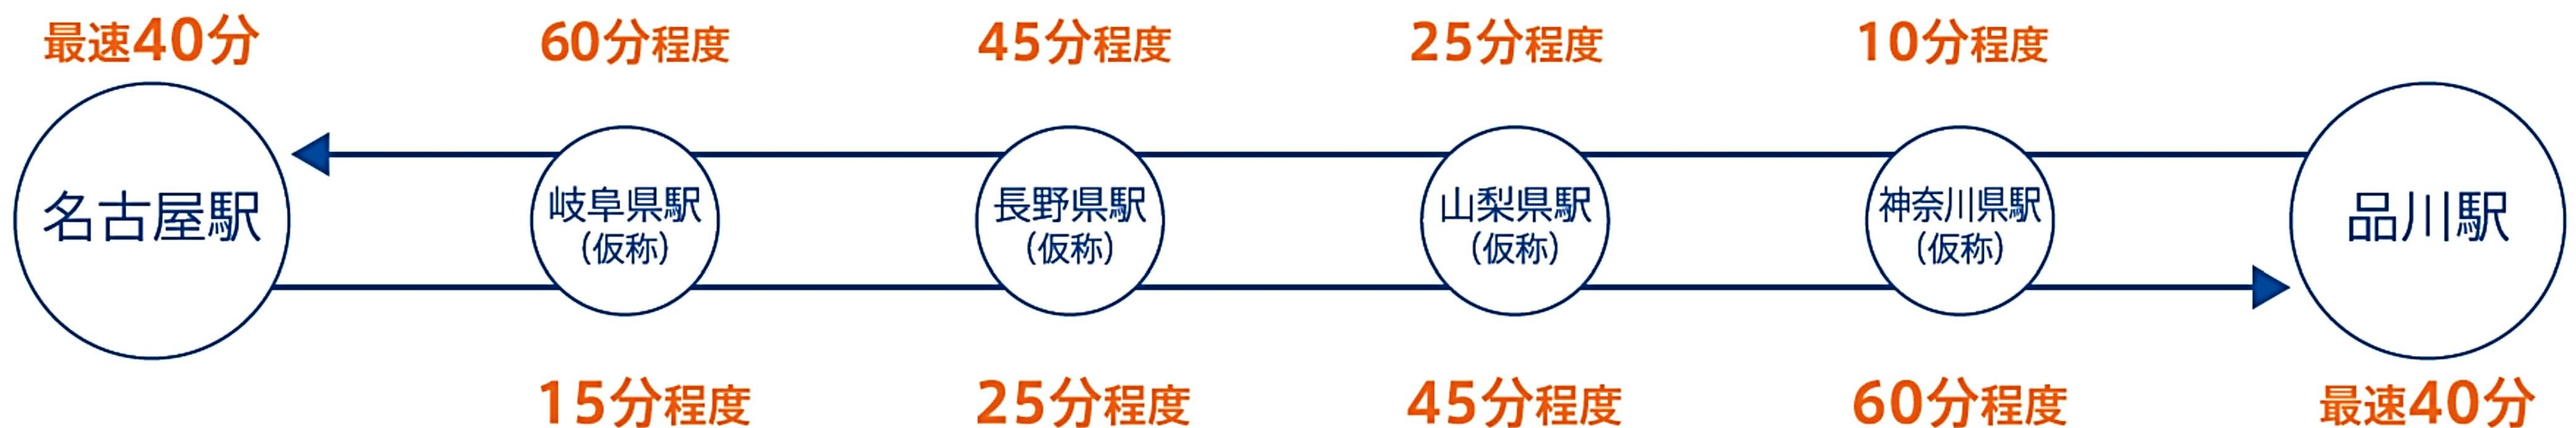 最速40分
60分程度
45分程度
25分程度
10分程度
名古屋駅
岐阜県駅
(仮称)
長野県駅
(仮称)
山梨県駅
(仮称)
神奈川県駅
(仮称)
品川駅
15分程度
25分程度
45分程度
60分程度
最速40分